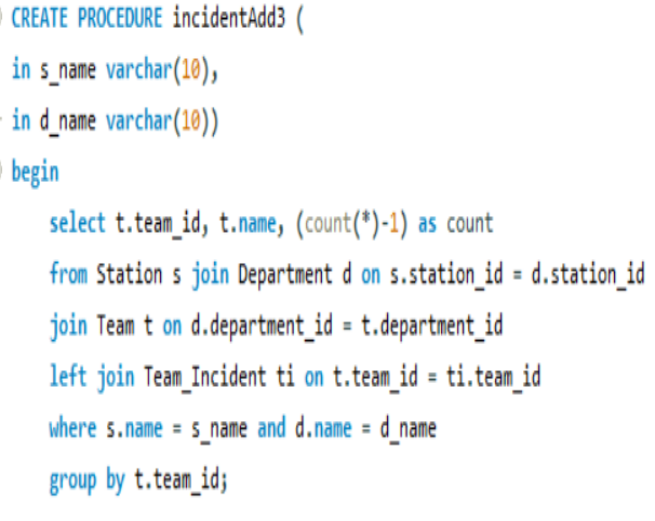 CREATE PROCEDURE incidentAdd3 (
in s_name varchar(10),
in d_name varchar(10))
begin
select t.team_id, t.name, (count(*)-1) as count
from Station s join Department d on s.station_id = d.station_id
join Team t on d.department_id = t.department_id
left join Team_Incident ti on t.team_id = ti.team_id
where s.name = s_name and d.name = d_name
group by t.team_id;